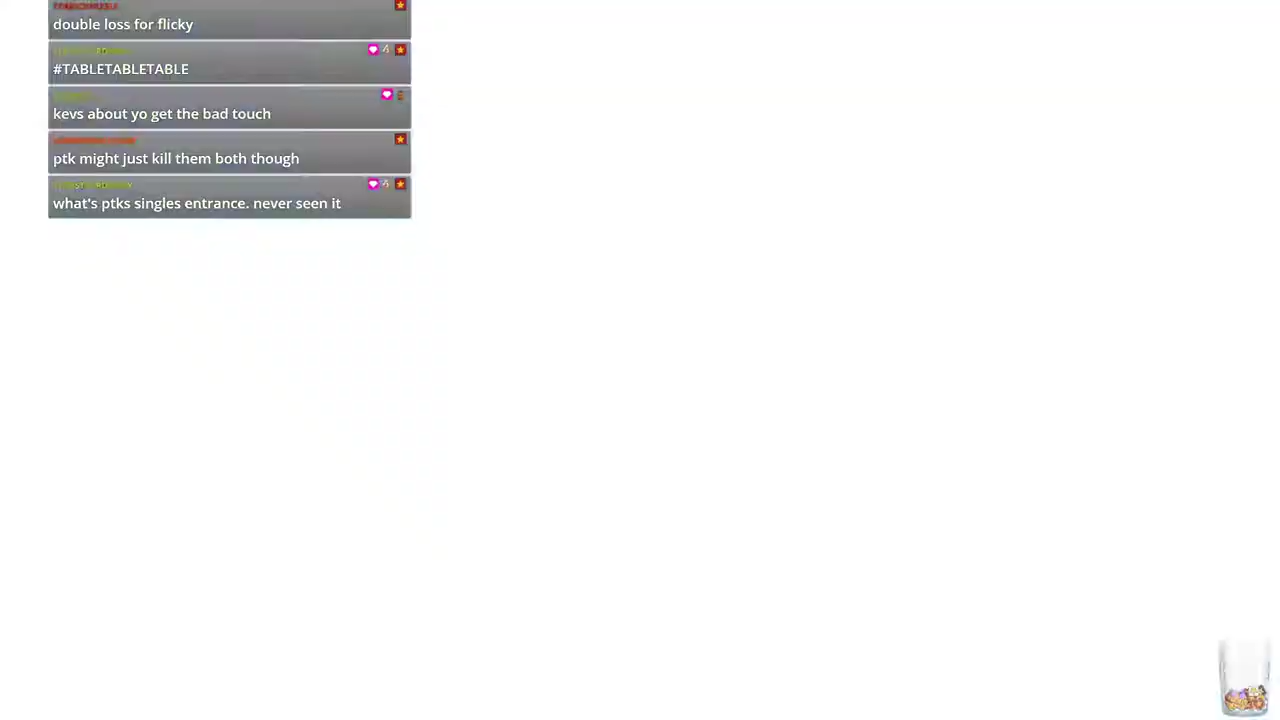 double loss for flicky
#TABLETABLETABLE
kevs about yo get the bad touch
ptk might just kill them both though
what's ptks singles entrance. never seen it